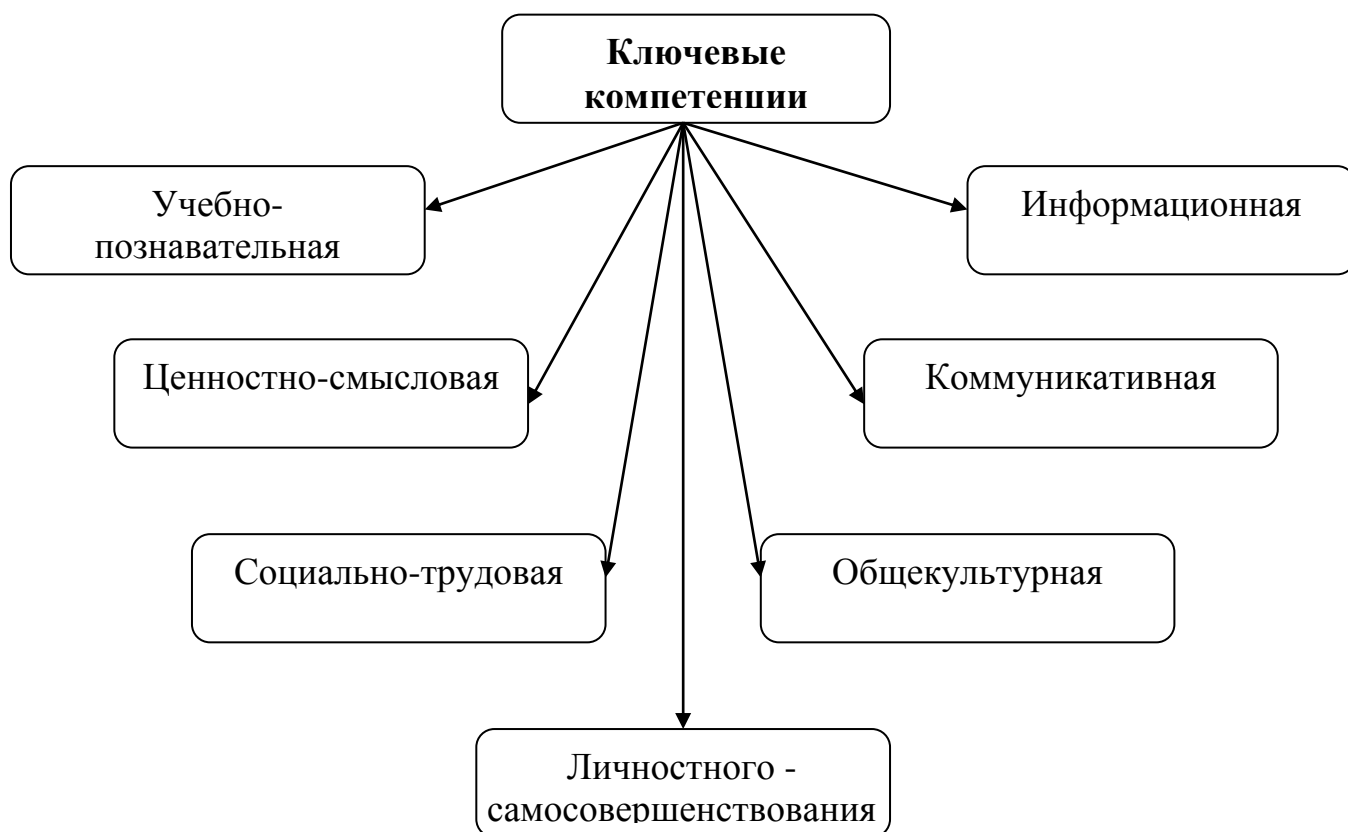 Ключевые
компетенции
Учебно-
познавательная
Информационная
Ценностно-смысловая
Коммуникативная
Социально-трудовая
Общекультурная
Личностного -
самосовершенствования